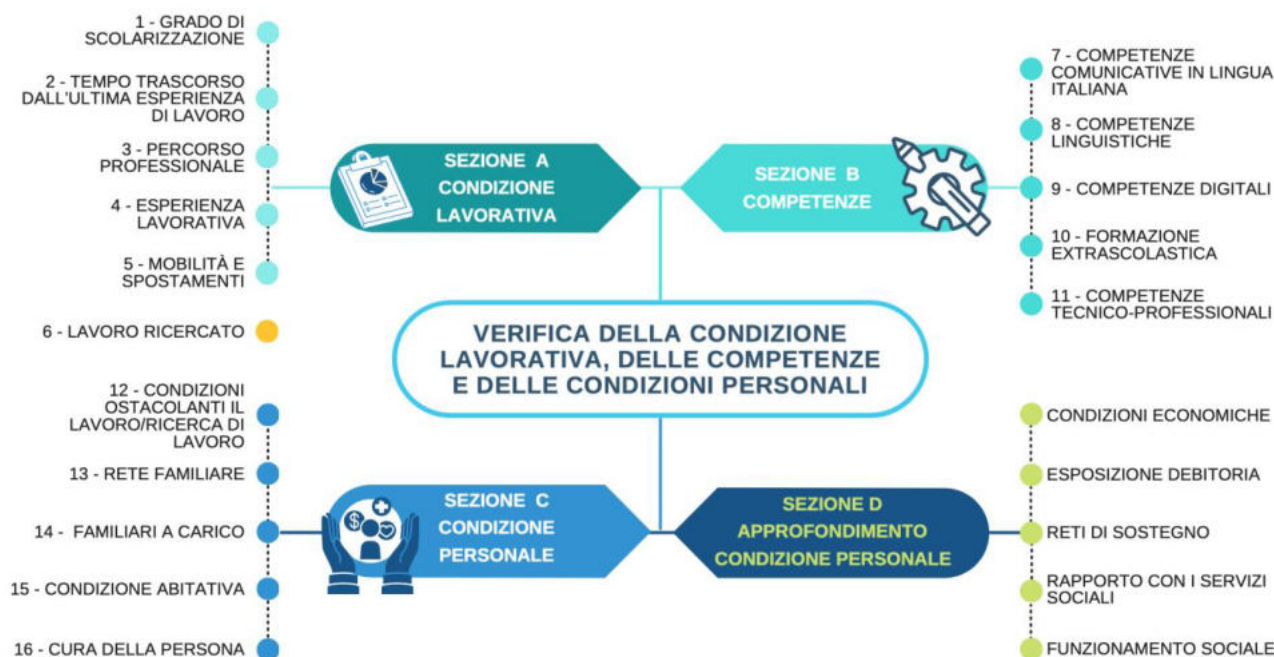 1 - GRADO DI
SCOLARIZZAZIONE
2 - TEMPO TRASCORSO
DALL'ULTIMA ESPERIENZA
DI LAVORO
3 - PERCORSO
PROFESSIONALE
4 - ESPERIENZA
LAVORATIVA
5 - MOBILITÀ E
SPOSTAMENTI
6 - LAVORO RICERCATO
SEZIONE A
CONDIZIONE
LAVORATIVA
SEZIONE B
COMPETENZE
7 - COMPETENZE
COMUNICATIVE IN LINGUA
ITALIANA
8 - COMPETENZE
LINGUISTICHE
9 - COMPETENZE DIGITALI
10 - FORMAZIONE
EXTRASCOLASTICA
11 - COMPETENZE
TECNICO-PROFESSIONALI
VERIFICA DELLA CONDIZIONE
LAVORATIVA, DELLE COMPETENZE
E DELLE CONDIZIONI PERSONALI
12 - CONDIZIONI
OSTACOLANTI IL
LAVORO/RICERCA DI
LAVORO
13 - RETE FAMILIARE
14 - FAMILIARI A CARICO
15 - CONDIZIONE ABITATIVA
16 - CURA DELLA PERSONA
$
SEZIONE C
CONDIZIONE
PERSONALE
SEZIONE D
APPROFONDIMENTO
CONDIZIONE PERSONALE
CONDIZIONI ECONOMICHE
ESPOSIZIONE DEBITORIA
RETI DI SOSTEGNO
RAPPORTO CON I SERVIZI
SOCIALI
FUNZIONAMENTO SOCIALE